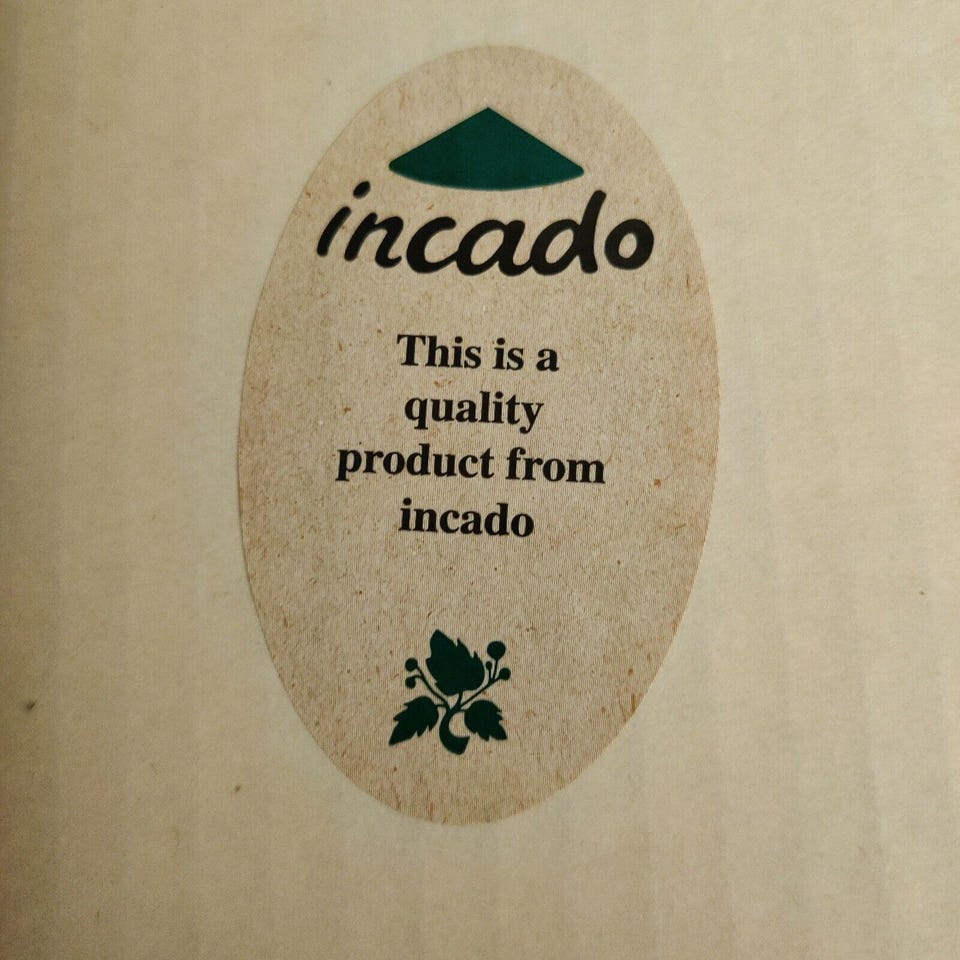 incado
This is a
quality
product from
incado